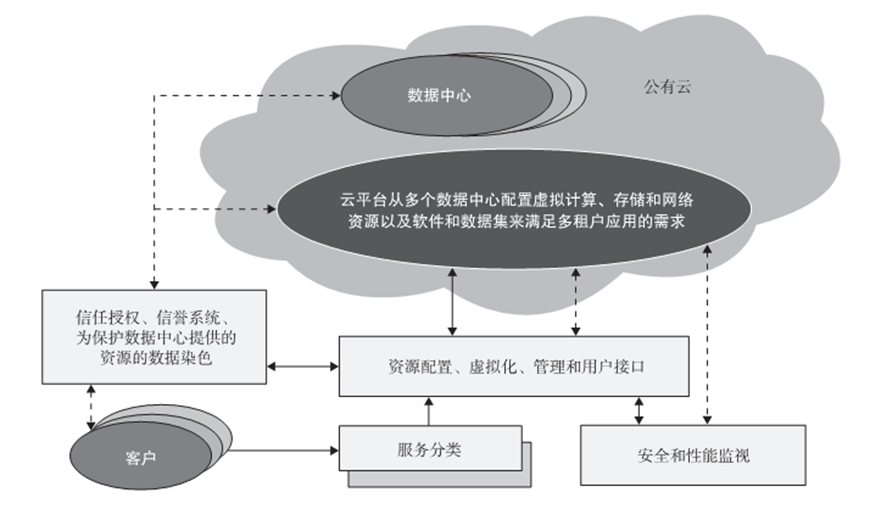 公有云
数据中心
云平台从多个数据中心配置虚拟计算、存储和网络
资源以及软件和数据集来满足多租户应用的需求
信任授权、信誉系统、
为保护数据中心提供的
资源的数据染色
资源配置、虚拟化、管理和用户接口
客户
服务分类
安全和性能监视